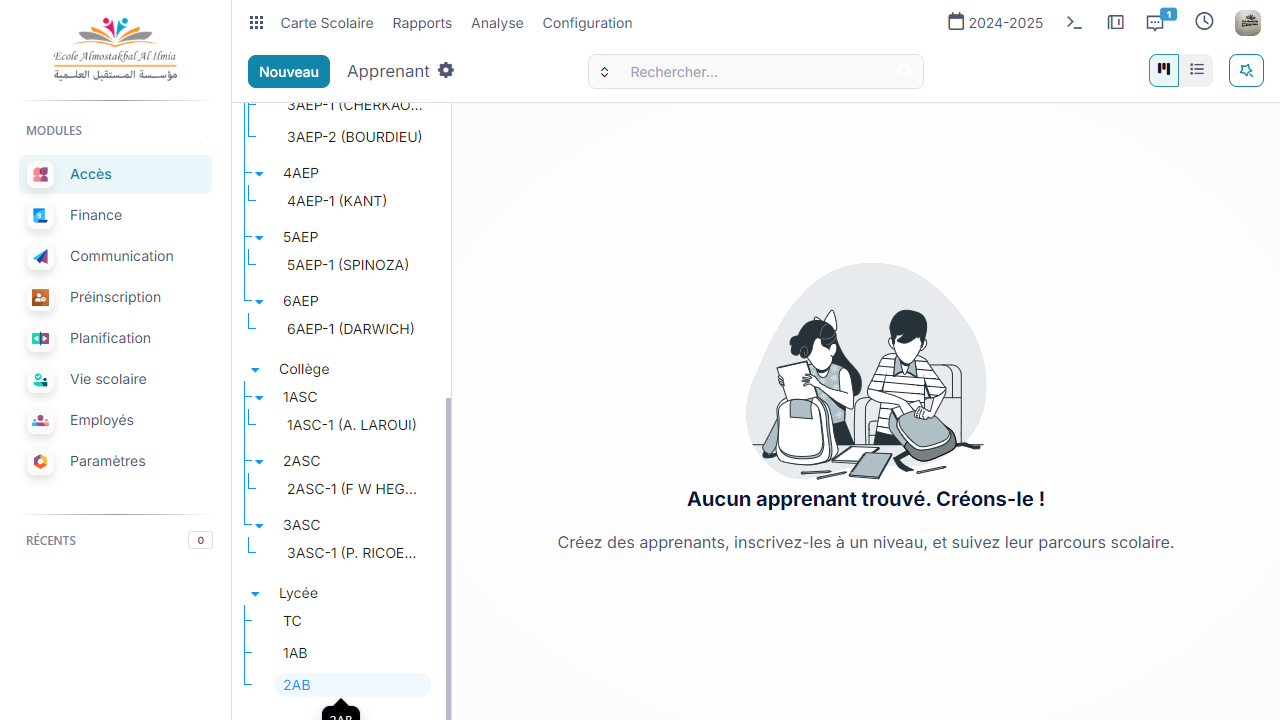 Ecole Almostakbal Al Ilmia
مؤسسة المستقبل العلمية
MODULES
Accès
Finance
Communication
Préinscription
Planification
Vie scolaire
Employés
Paramètres
RÉCENTS
0
Carte Scolaire
Rapports
Analyse
Configuration
2024-2025
1
Nouveau
Apprenant
Rechercher...
3AEP-1 (CHERKAO...
3AEP-2 (BOURDIEU)
4AEP
4AEP-1 (KANT)
5AEP
5AEP-1 (SPINOZA)
6AEP
6AEP-1 (DARWICH)
Collège
1ASC
1ASC-1 (A. LAROUI)
2ASC
2ASC-1 (F W HEG...
3ASC
3ASC-1 (P. RICOE...
Lycée
TC
1AB
2AB
2AB
Aucun apprenant trouvé. Créons-le !
Créez des apprenants, inscrivez-les à un niveau, et suivez leur parcours scolaire.